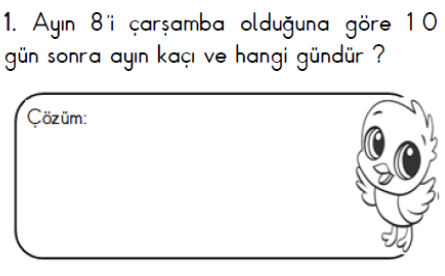 1. Ayın 8'i çarşamba olduğuna göre 10
gün sonra ayın kaçı ve hangi gündür ?
Çözüm: